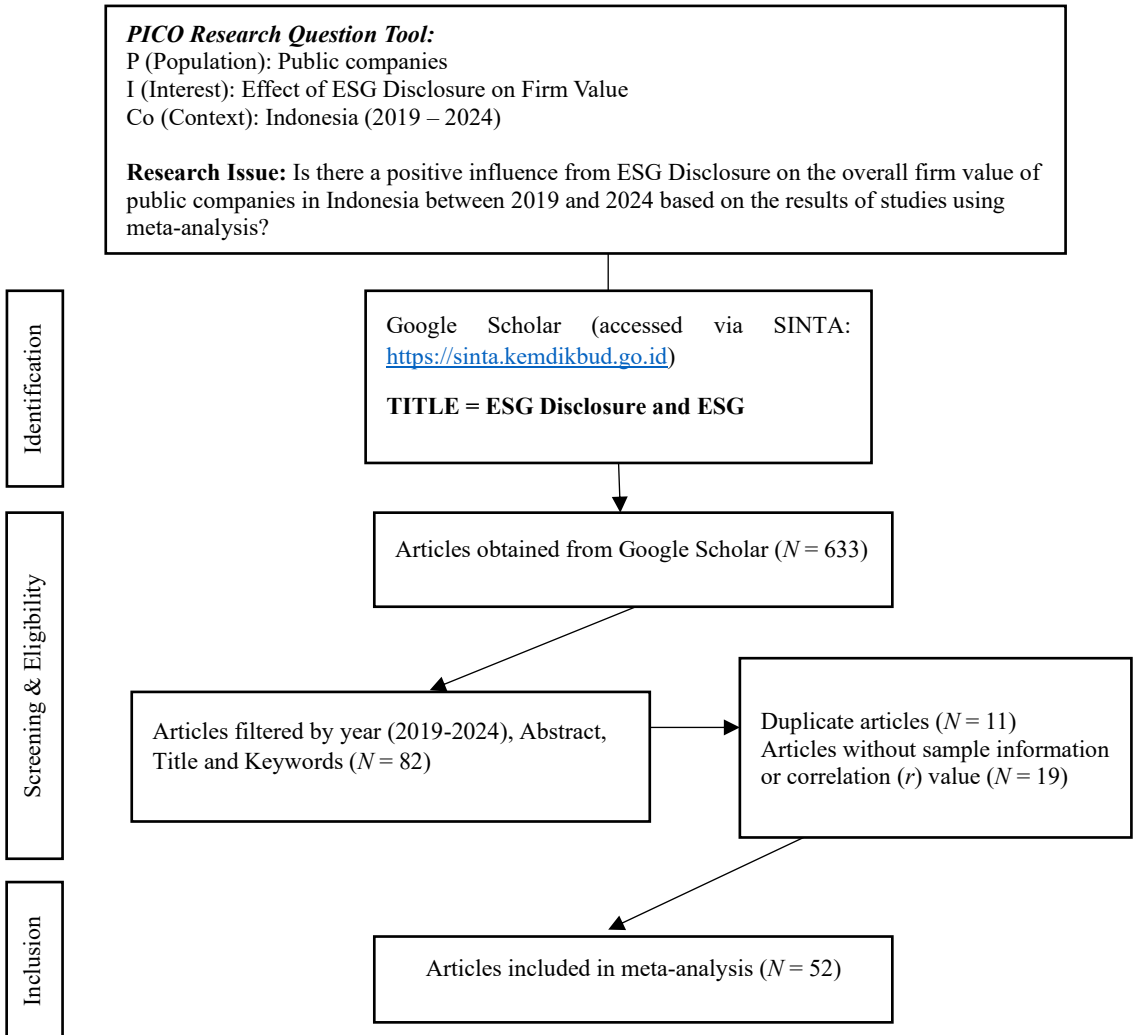 PICO Research Question Tool:
P (Population): Public companies
I (Interest): Effect of ESG Disclosure on Firm Value
Co (Context): Indonesia (2019 – 2024)
Research Issue: Is there a positive influence from ESG Disclosure on the overall firm value of
public companies in Indonesia between 2019 and 2024 based on the results of studies using
meta-analysis?
Identification
Google Scholar (accessed via SINTA:
https://sinta.kemdikbud.go.id)
TITLE = ESG Disclosure and ESG
Screening & Eligibility
Articles obtained from Google Scholar (N = 633)
Articles filtered by year (2019-2024), Abstract,
Title and Keywords (N = 82)
Duplicate articles (N = 11)
Articles without sample information
or correlation (r) value (N = 19)
Inclusion
Articles included in meta-analysis (N = 52)